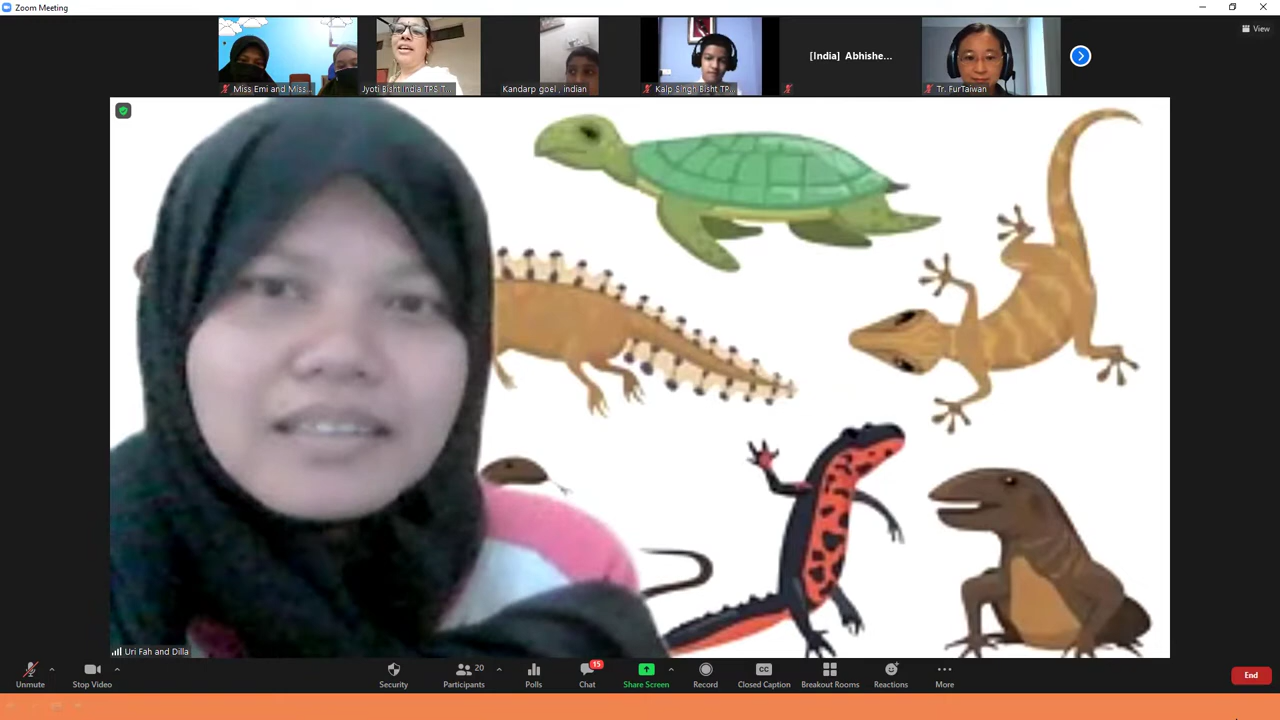 Zoom Meeting
View
Miss Emi and Miss...
Jyoti Bisht India TPS T...
Kandarp goel , indian
Kalp Singh Bisht TP...
[India] Abhishe...
Tr. FurTaiwan
Uri Fah and Dilla
Unmute
Stop Video
Security
Participants
20
Polls
Chat
15
Share Screen
Record
CC
Closed Caption
Breakout Rooms
Reactions
More
End